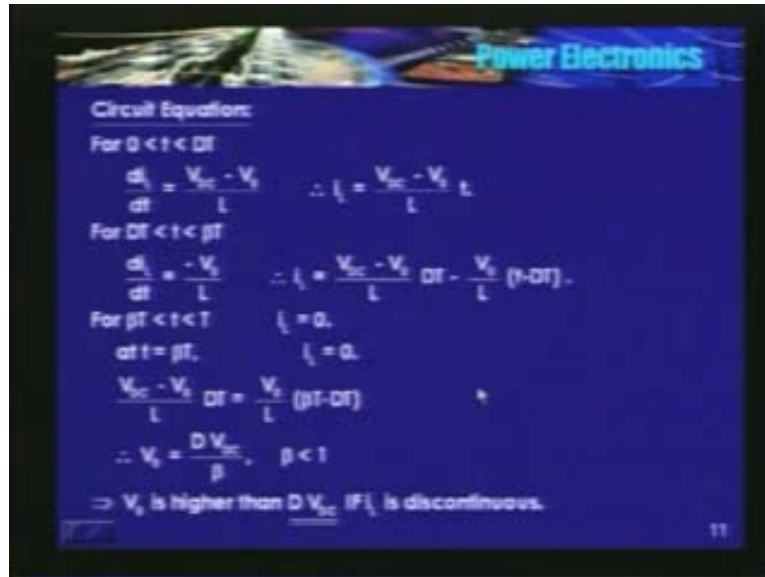 Power Electronics
Circuit Equation:
For 0 < t < DT
di_L/dt = (V_DC - V_0)/L ∴ i_L = (V_DC - V_0)/L t.
For DT < t < βT
di_L/dt = -V_0/L ∴ i_L = (V_DC - V_0)/L DT - V_0/L (t-DT).
For βT < t < T i_L = 0.
at t = βT, i_L = 0.
(V_DC - V_0)/L DT = V_0/L (βT-DT)
∴ V_0 = D V_DC/β, β < 1
⇒ V_0 is higher than D V_DC IF i_L is discontinuous.
11